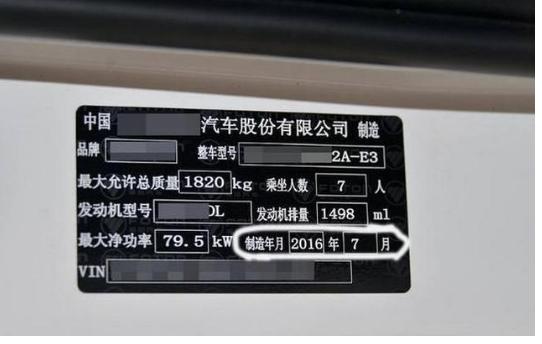 中国 汽车股份有限公司 制造
品牌 整车型号 2A-E3
最大允许总质量 1820 kg 乘坐人数 7 人
发动机型号 0L 发动机排量 1498 ml
最大净功率 79.5 kW 制造年月 2016 年 7 月
VIN